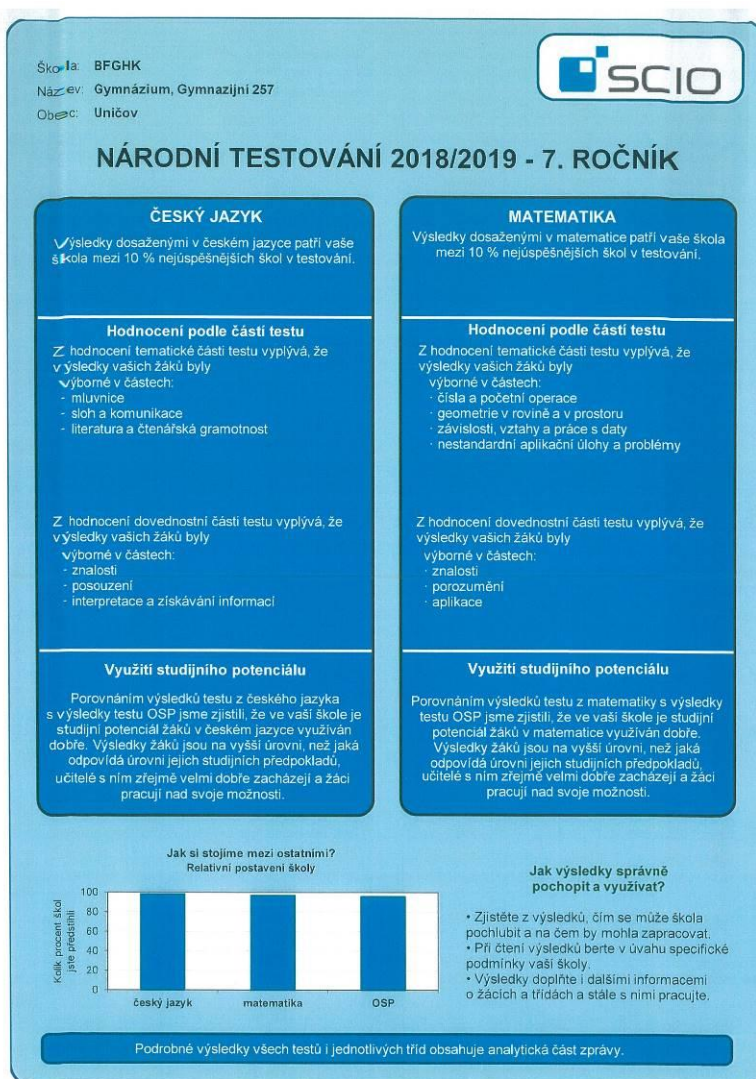 Škola: BFGHK
Název: Gymnázium, Gymnazijní 257
Obec: Uničov
SCIO
NÁRODNÍ TESTOVÁNÍ 2018/2019 - 7. ROČNÍK
ČESKÝ JAZYK
Výsledky dosaženými v českém jazyce patří vaše
škola mezi 10 % nejúspěšnějších škol v testování.
Hodnocení podle částí testu
Z hodnocení tematické části testu vyplývá, že
výsledky vašich žáků byly
výborné v částech:
- mluvnice
- sloh a komunikace
- literatura a čtenářská gramotnost
Z hodnocení dovednostní části testu vyplývá, že
výsledky vašich žáků byly
výborné v částech:
- znalosti
- posouzení
- interpretace a získávání informací
Využití studijního potenciálu
Porovnáním výsledků testu z českého jazyka
s výsledky testu OSP jsme zjistili, že ve vaší škole je
studijní potenciál žáků v českém jazyce využíván
dobře. Výsledky žáků jsou na vyšší úrovni, než jaká
odpovídá úrovni jejich studijních předpokladů,
učitelé s ním zřejmě velmi dobře zacházejí a žáci
pracují nad svoje možnosti.
MATEMATIKA
Výsledky dosaženými v matematice patří vaše škola
mezi 10 % nejúspěšnějších škol v testování.
Hodnocení podle částí testu
Z hodnocení tematické části testu vyplývá, že
výsledky vašich žáků byly
výborné v částech:
· čísla a početní operace
· geometrie v rovině a v prostoru
· závislosti, vztahy a práce s daty
· nestandardní aplikační úlohy a problémy
Z hodnocení dovednostní části testu vyplývá, že
výsledky vašich žáků byly
výborné v částech:
· znalosti
· porozumění
· aplikace
Využití studijního potenciálu
Porovnáním výsledků testu z matematiky s výsledky
testu OSP jsme zjistili, že ve vaší škole je studijní
potenciál žáků v matematice využíván dobře.
Výsledky žáků jsou na vyšší úrovni, než jaká
odpovídá úrovni jejich studijních předpokladů,
učitelé s ním zřejmě velmi dobře zacházejí a žáci
pracují nad svoje možnosti.
Jak si stojíme mezi ostatními?
Relativní postavení školy
Kolik procent škol
jste předstihli
100
80
60
40
20
0
český jazyk matematika OSP
Jak výsledky správně
pochopit a využívat?
• Zjistěte z výsledků, čím se může škola
pochlubit a na čem by mohla zapracovat.
• Při čtení výsledků berte v úvahu specifické
podmínky vaší školy.
• Výsledky doplňte i dalšími informacemi
o žácích a třídách a stále s nimi pracujte.
Podrobné výsledky všech testů i jednotlivých tříd obsahuje analytická část zprávy.